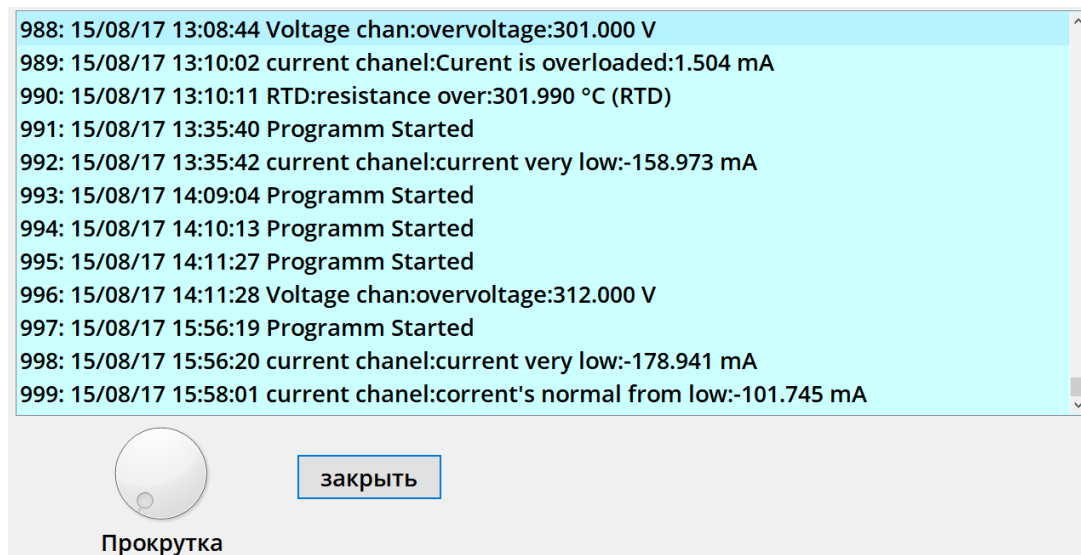 988: 15/08/17 13:08:44 Voltage chan:overvoltage:301.000 V
989: 15/08/17 13:10:02 current chanel:Curent is overloaded:1.504 mA
990: 15/08/17 13:10:11 RTD:resistance over:301.990 °C (RTD)
991: 15/08/17 13:35:40 Programm Started
992: 15/08/17 13:35:42 current chanel:current very low:-158.973 mA
993: 15/08/17 14:09:04 Programm Started
994: 15/08/17 14:10:13 Programm Started
995: 15/08/17 14:11:27 Programm Started
996: 15/08/17 14:11:28 Voltage chan:overvoltage:312.000 V
997: 15/08/17 15:56:19 Programm Started
998: 15/08/17 15:56:20 current chanel:current very low:-178.941 mA
999: 15/08/17 15:58:01 current chanel:corrent's normal from low:-101.745 mA
закрыть
Прокрутка